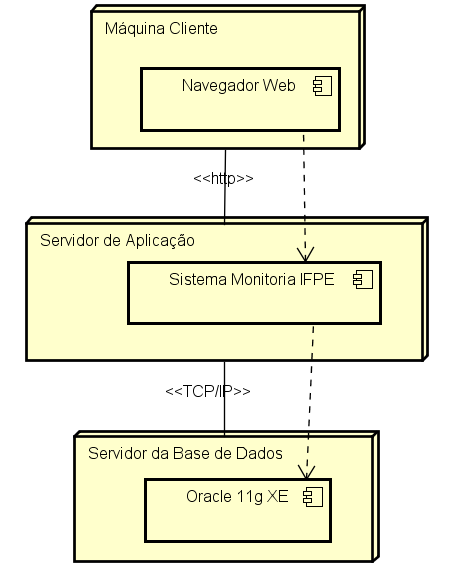 Máquina Cliente
Navegador Web
<<http>>
Servidor de Aplicação
Sistema Monitoria IFPE
<<TCP/IP>>
Servidor da Base de Dados
Oracle 11g XE